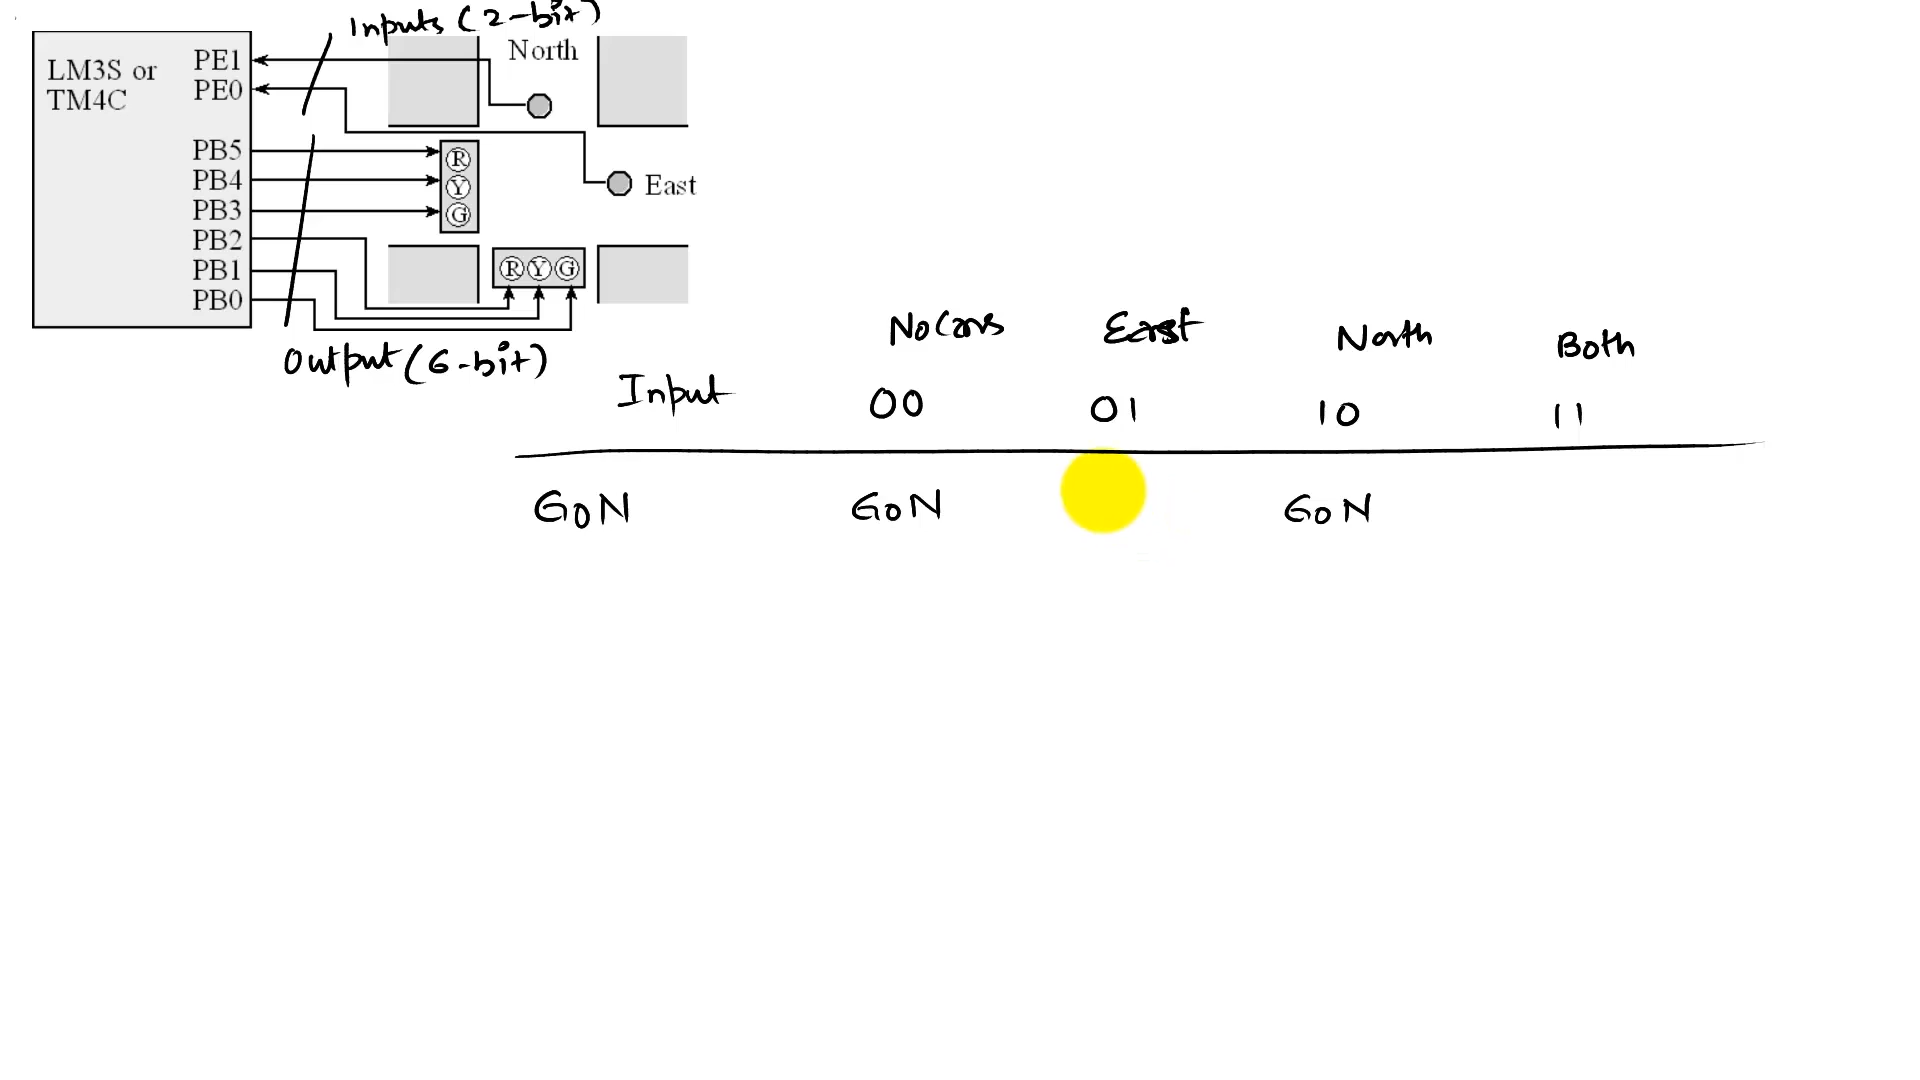 Inputs (2-bit)
LM3S or
TM4C
PE1
PE0
PB5
PB4
PB3
PB2
PB1
PB0
North
East
R
Y
G
R Y G
Output (6-bit)
No Cars East North Both
Input 00 01 10 11
GoN GoN GoN